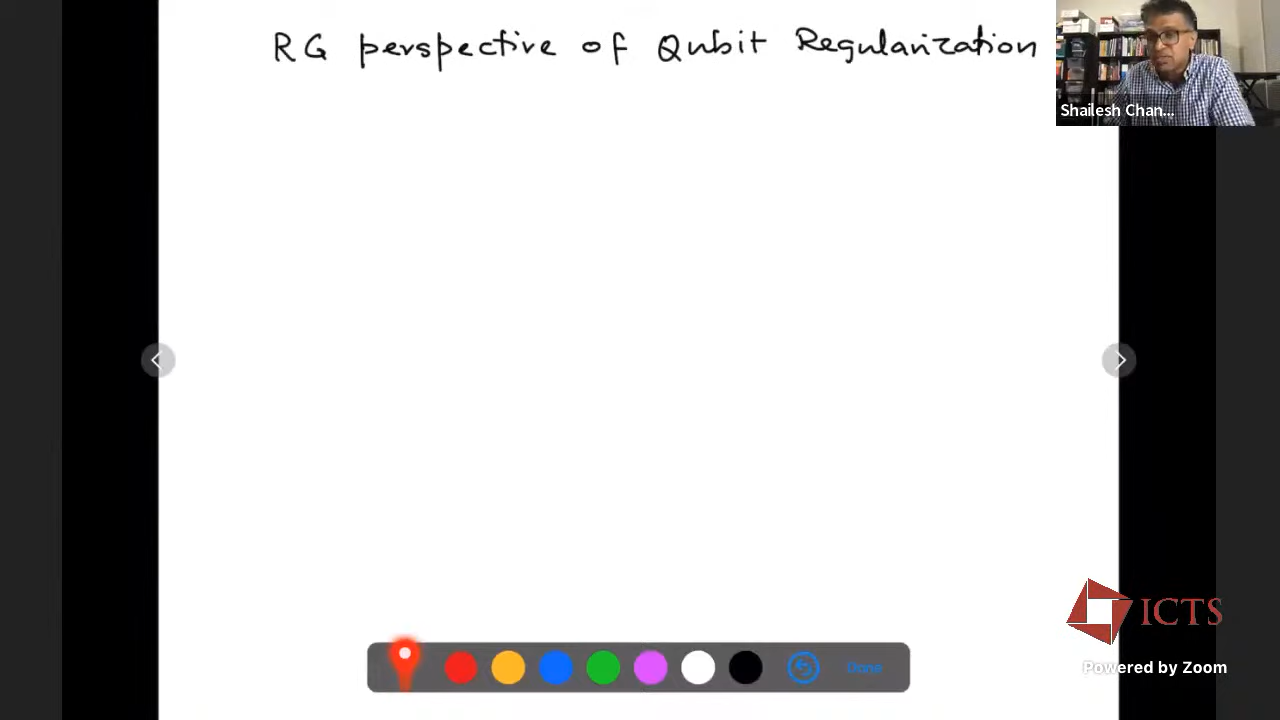 RG perspective of Qubit Regularization
Shailesh Chan...
Done
ICTS
Powered by Zoom